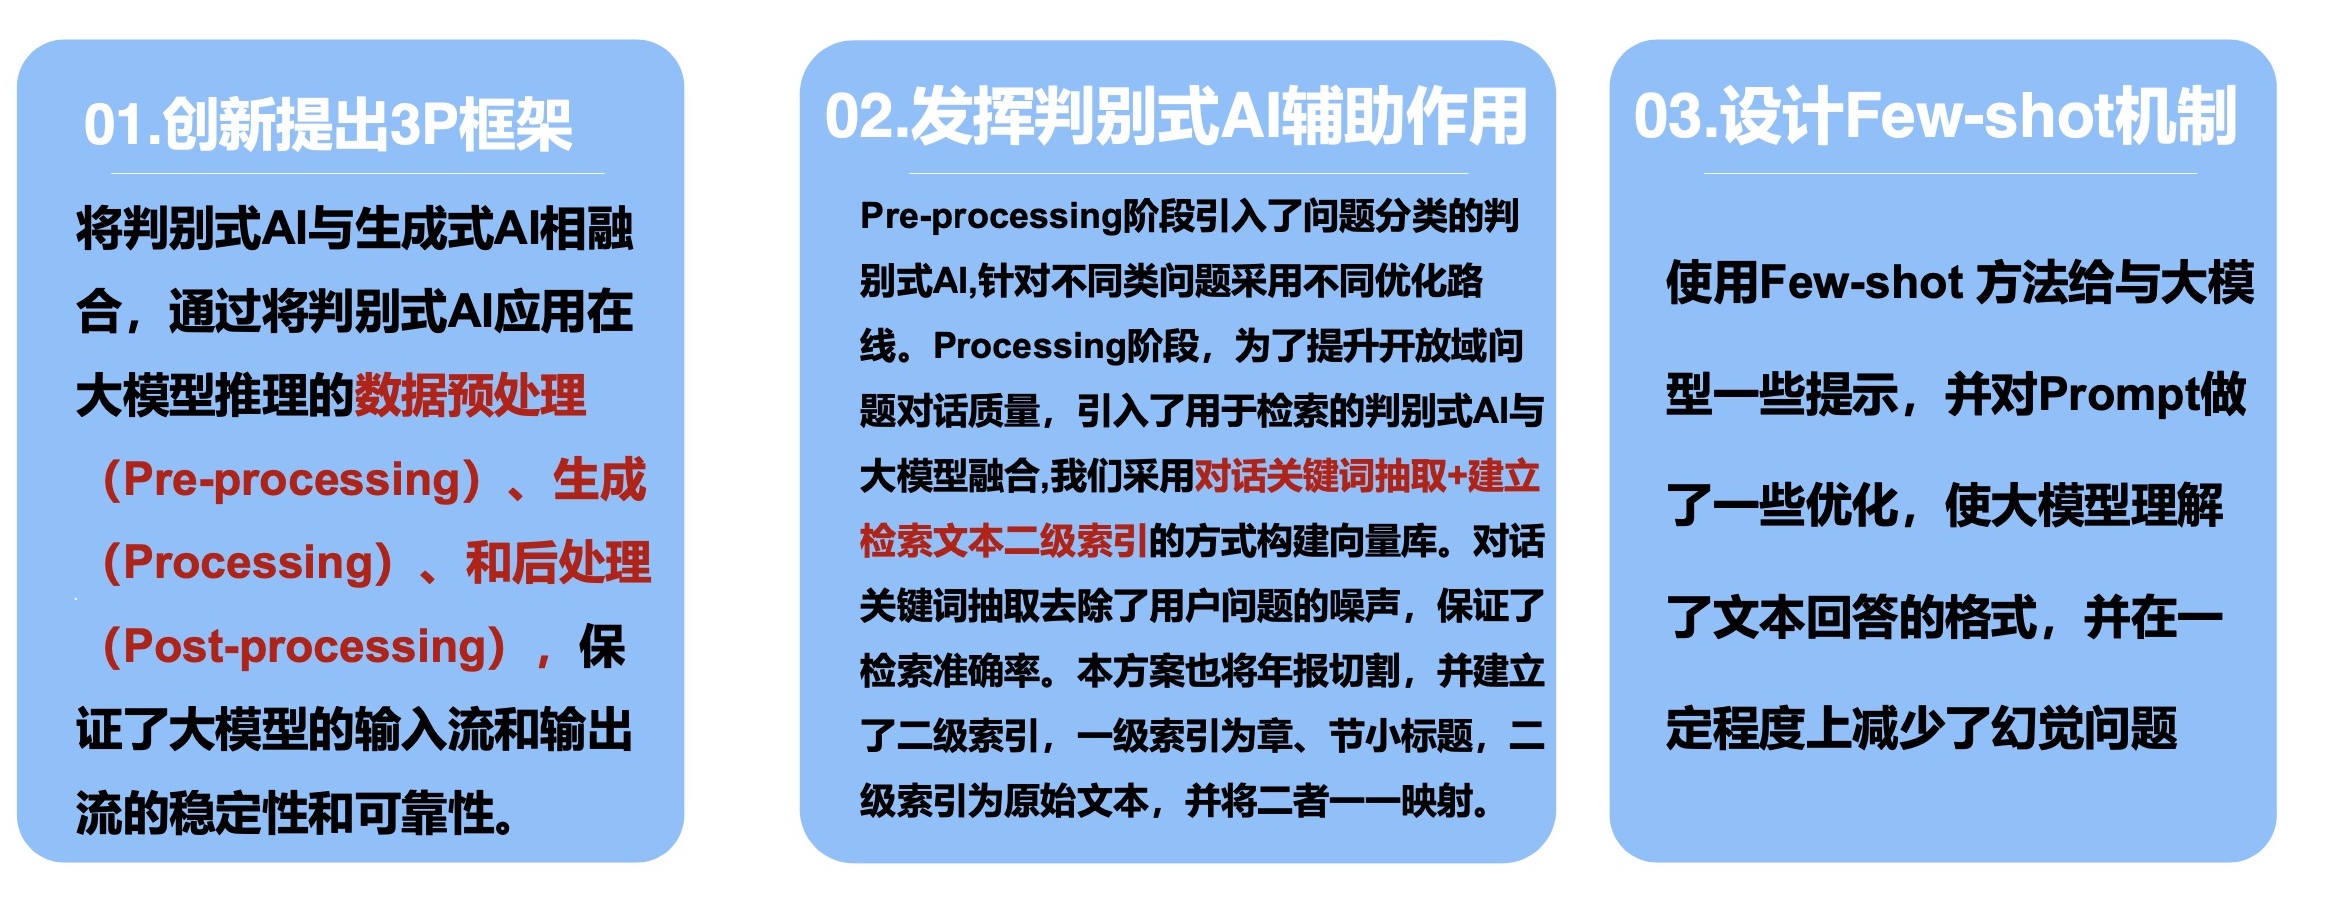 01.创新提出3P框架
将判别式AI与生成式AI相融
合，通过将判别式AI应用在
大模型推理的数据预处理
（Pre-processing）、生成
（Processing）、和后处理
（Post-processing），保
证了大模型的输入流和输出
流的稳定性和可靠性。
02.发挥判别式AI辅助作用
Pre-processing阶段引入了问题分类的判
别式AI,针对不同类问题采用不同优化路
线。Processing阶段，为了提升开放域问
题对话质量，引入了用于检索的判别式AI与
大模型融合,我们采用对话关键词抽取+建立
检索文本二级索引的方式构建向量库。对话
关键词抽取去除了用户问题的噪声，保证了
检索准确率。本方案也将年报切割，并建立
了二级索引，一级索引为章、节小标题，二
级索引为原始文本，并将二者一一映射。
03.设计Few-shot机制
使用Few-shot 方法给与大模
型一些提示，并对Prompt做
了一些优化，使大模型理解
了文本回答的格式，并在一
定程度上减少了幻觉问题